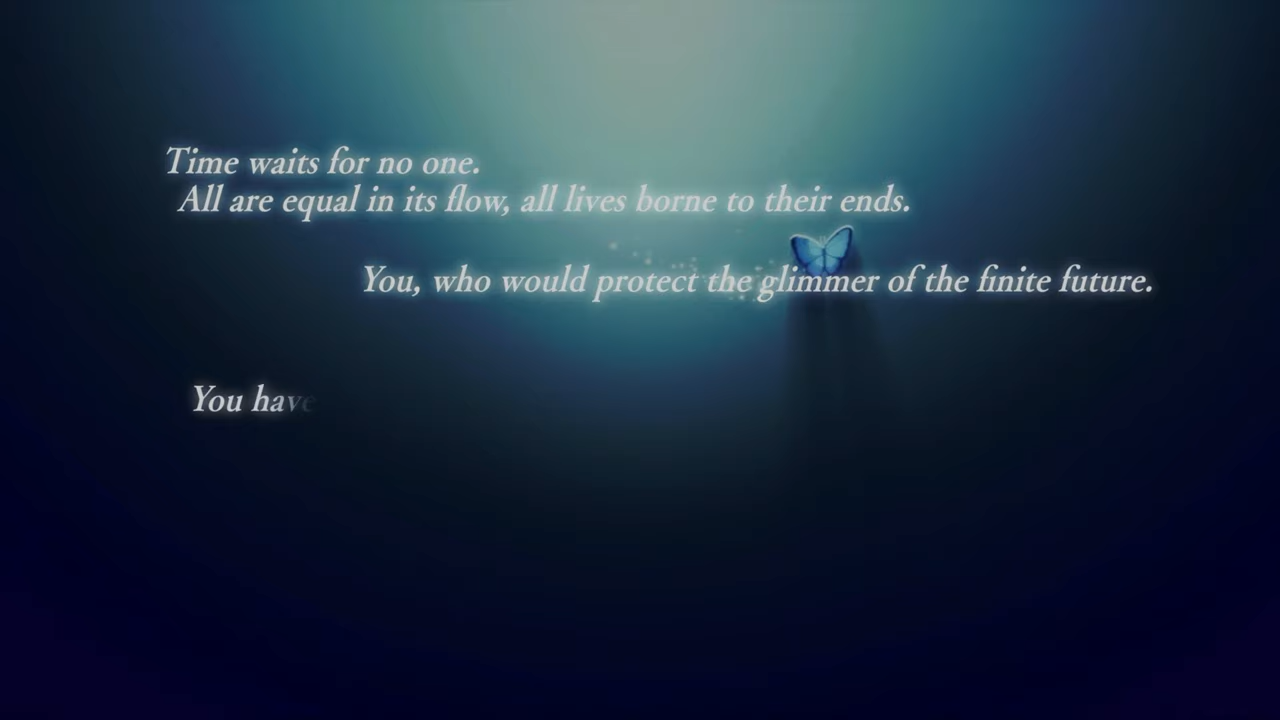 Time waits for no one.
All are equal in its flow, all lives borne to their ends.
You, who would protect the glimmer of the finite future.
You have